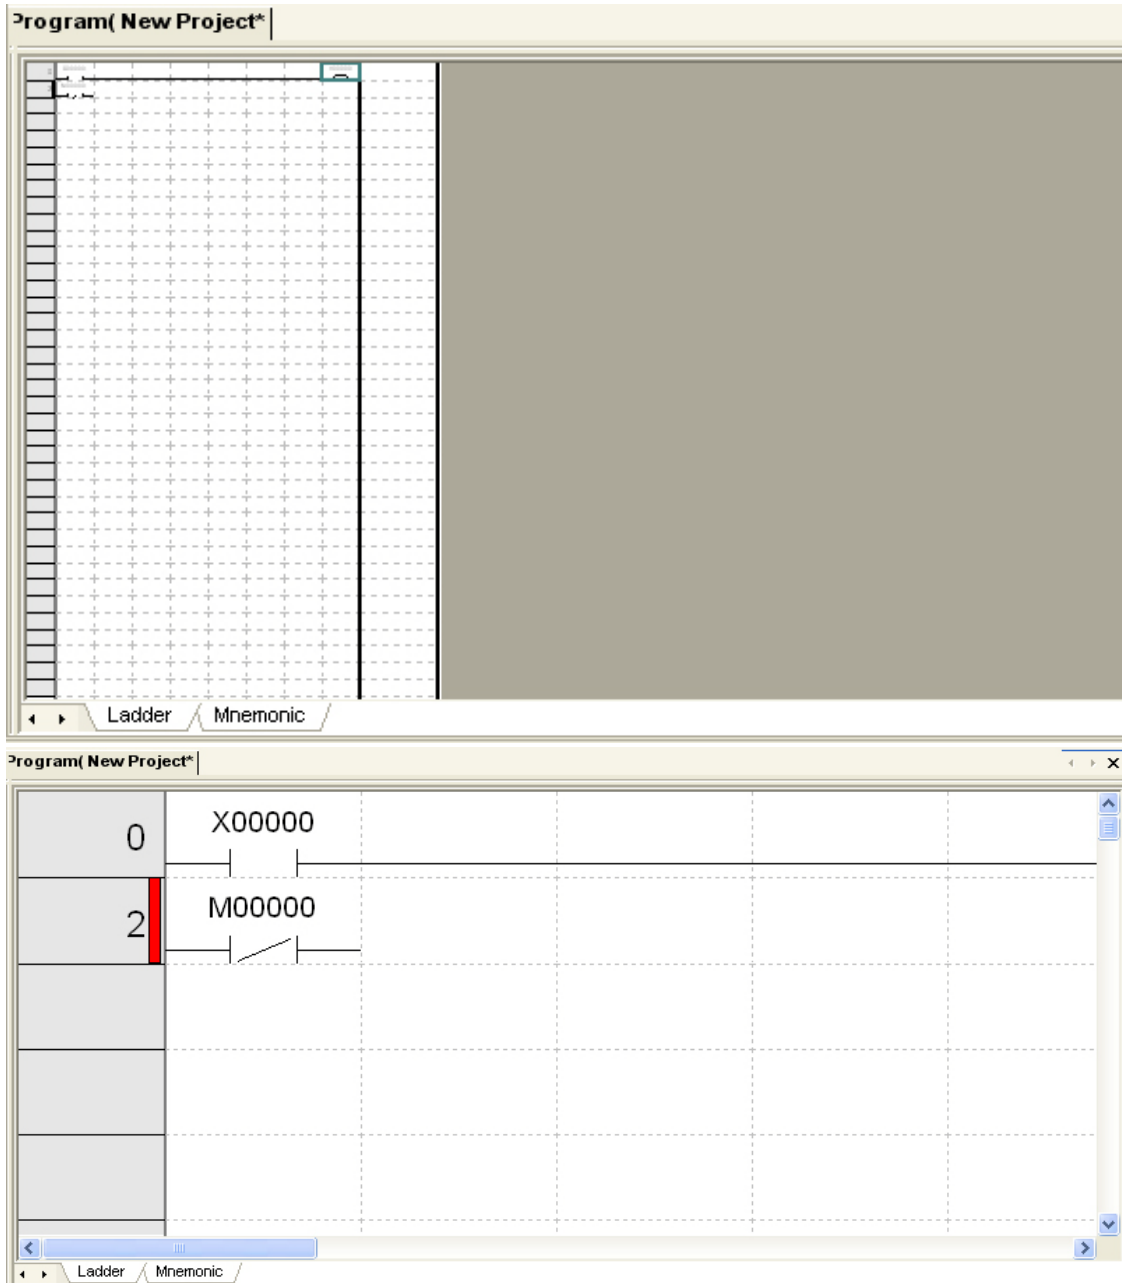 Program( New Project*
Ladder Mnemonic
Program( New Project*
0 X00000
2 M00000
Ladder Mnemonic